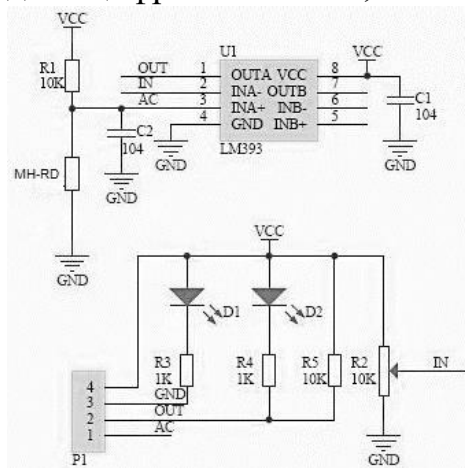 VCC
R1
10K
MH-RD
GND
C2
104
GND
OUT
IN
AC
GND
1
2
3
4
U1
OUTA VCC
INA- OUTB
INA+ INB-
GND INB+
LM393
8
7
6
5
VCC
C1
104
GND
VCC
D1
D2
R3
1K
GND
R4
1K
R5
10K
R2
10K
IN
GND
4
3
2
1
OUT
AC
P1